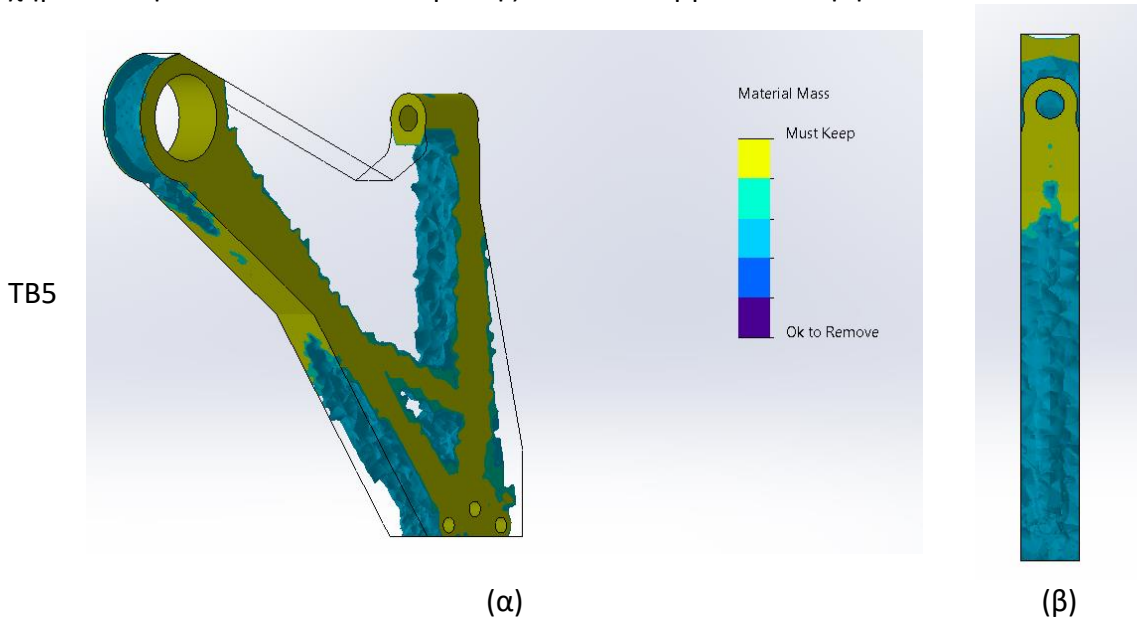 Material Mass
Must Keep
Ok to Remove
TB5
(α)
(β)